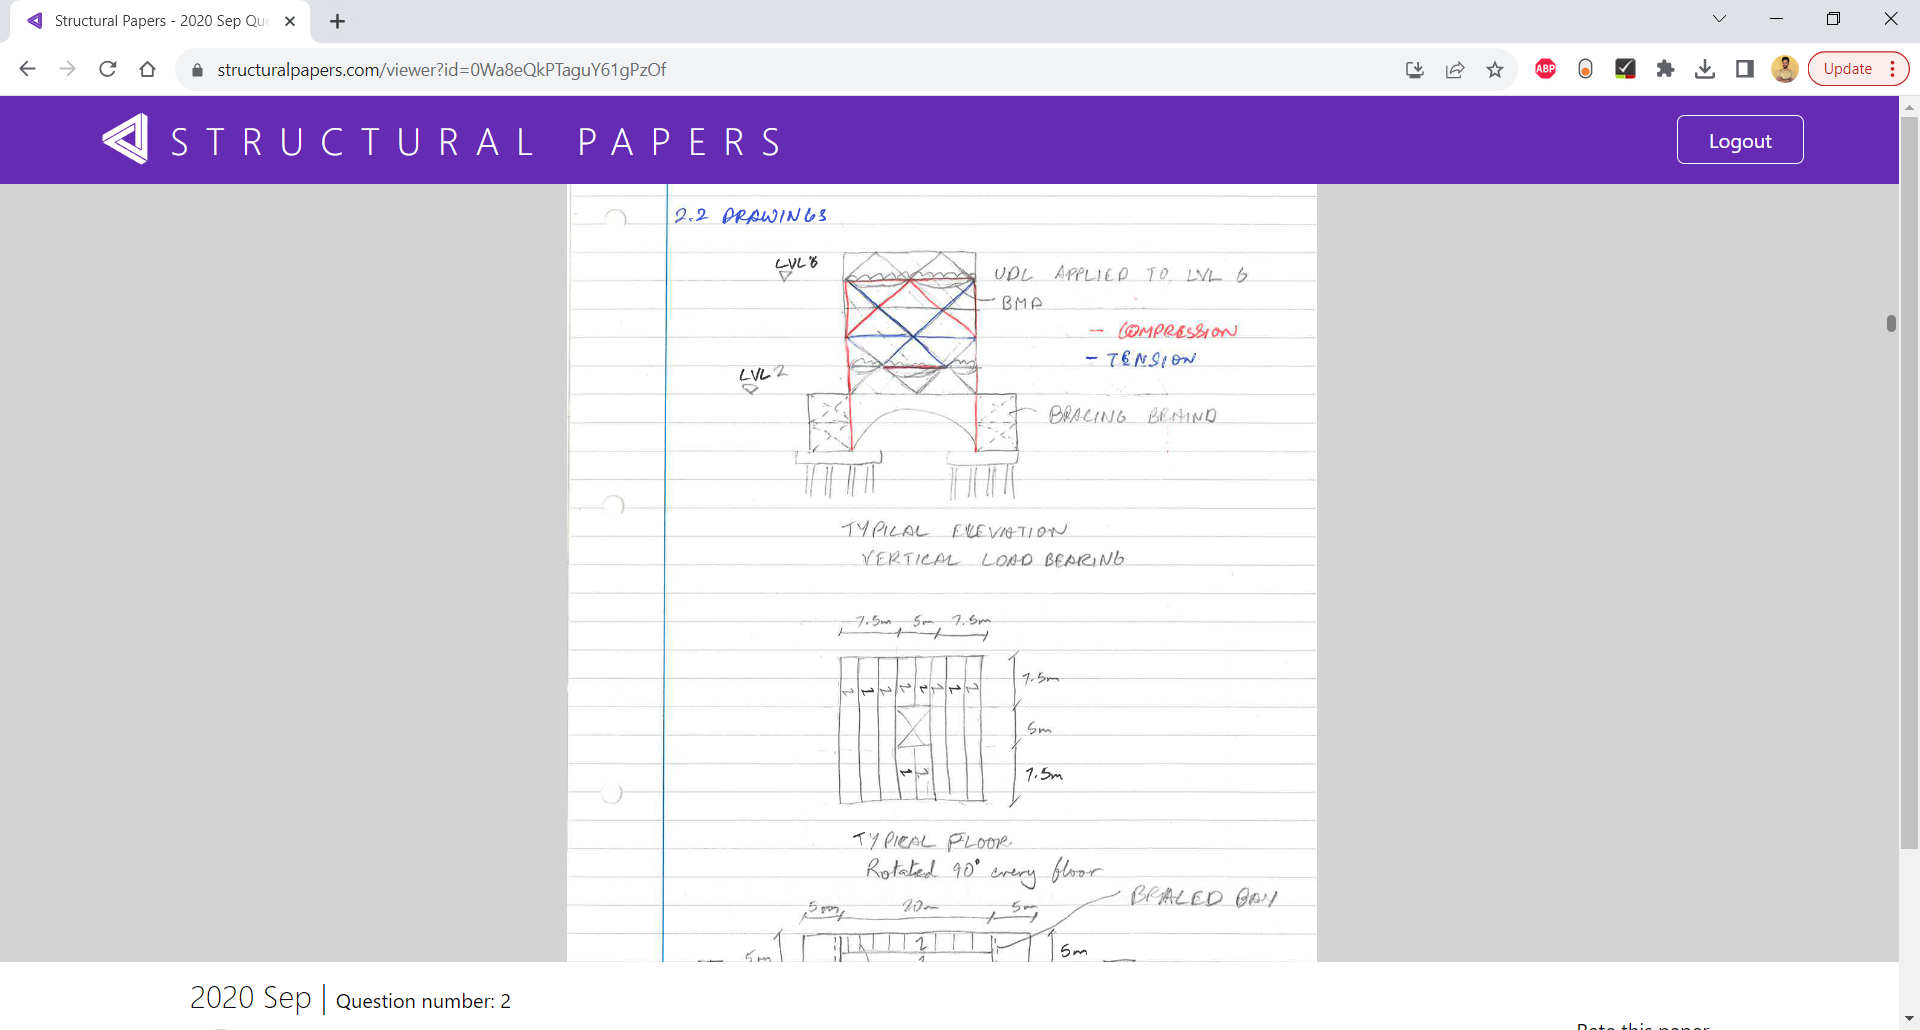 Structural Papers - 2020 Sep Qu
structuralpapers.com/viewer?id=0Wa8eQkPTaguY61gPzOf
ABP
Update
STRUCTURAL PAPERS
Logout
2.2 DRAWINGS
LVL 6
UDL APPLIED TO LVL 6
BMD
- COMPRESSION
- TENSION
LVL 2
BRACING BEHIND
TYPICAL ELEVATION
VERTICAL LOAD BEARING
7.5m 5m 7.5m
7.5m
5m
7.5m
TYPICAL FLOOR
Rotated 90° every floor
BRACED BAY
5m 20m 5m
5m
5m
2020 Sep
Question number: 2
Rate this paper